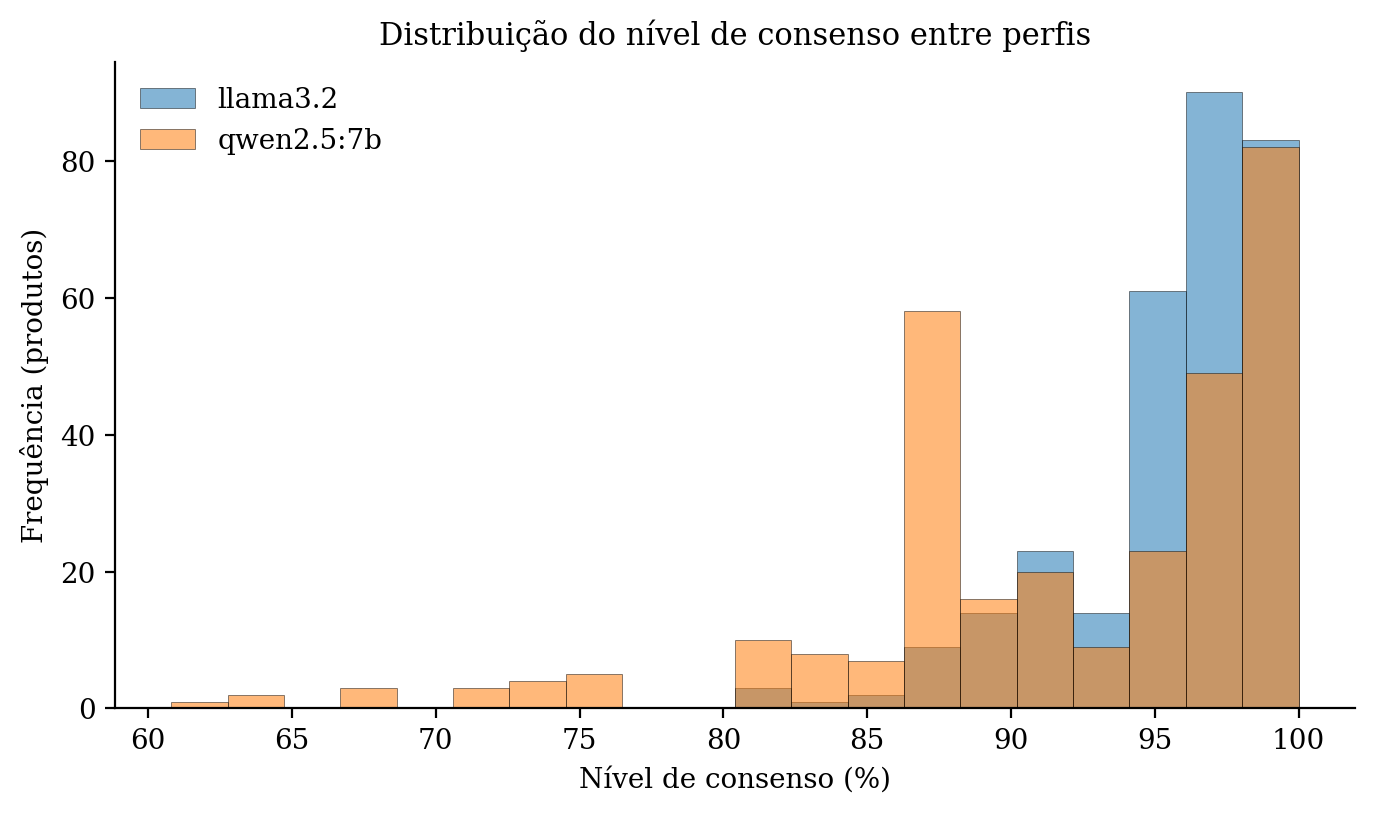 Distribuição do nível de consenso entre perfis
llama3.2
qwen2.5:7b
Frequência (produtos)
80
60
40
20
0
60 65 70 75 80 85 90 95 100
Nível de consenso (%)